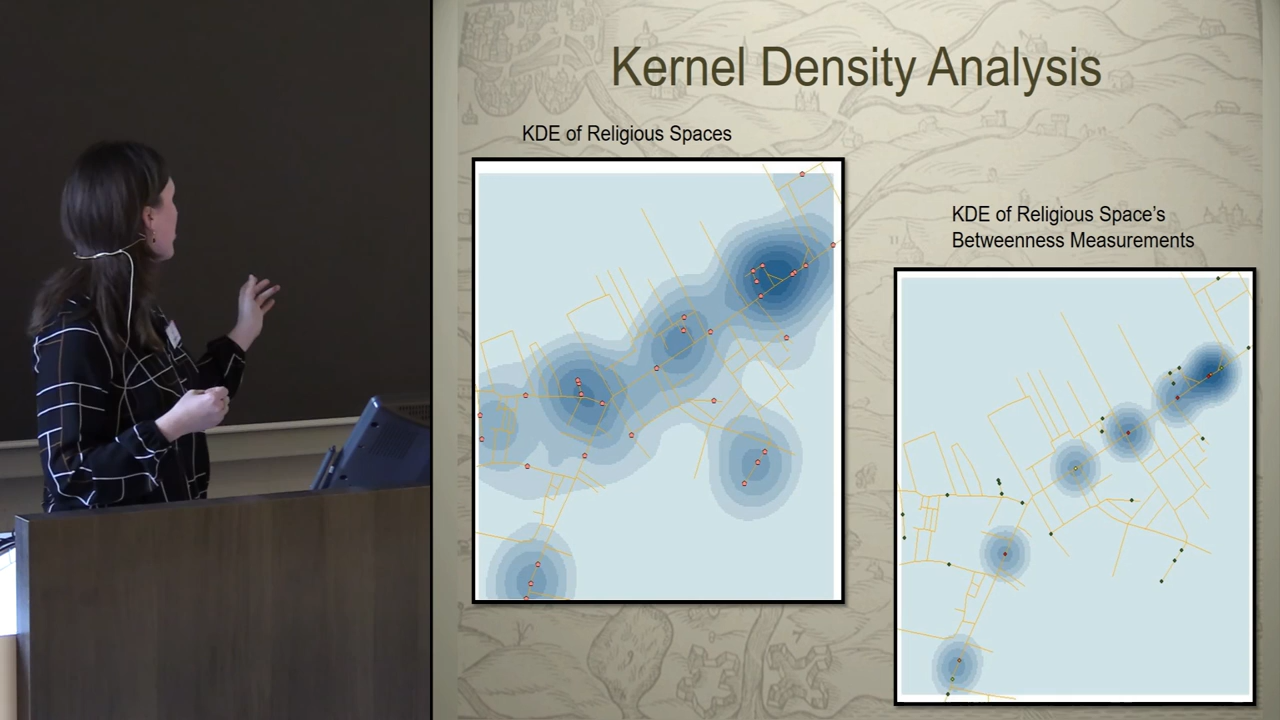 Kernel Density Analysis
KDE of Religious Spaces
KDE of Religious Space's
Betweenness Measurements